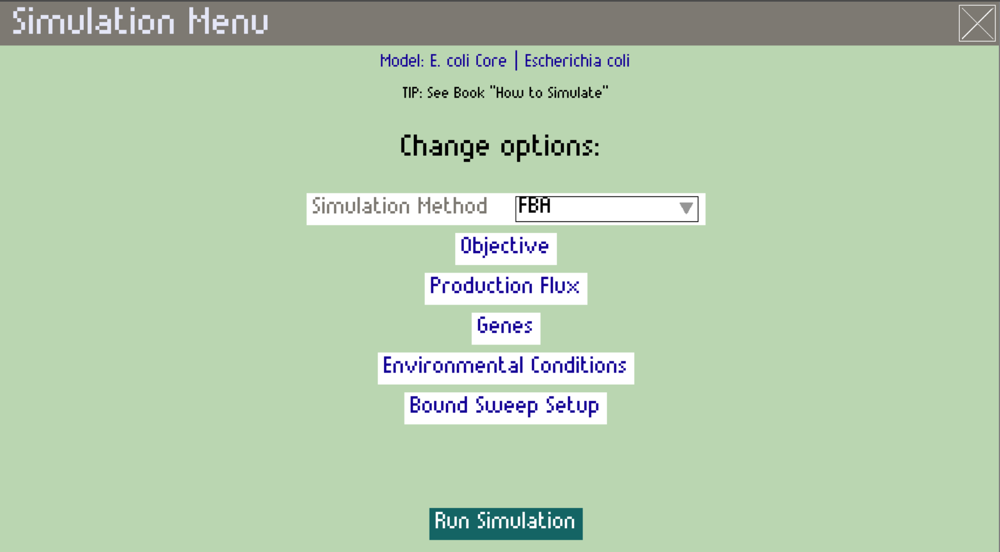 Simulation Menu
Model: E. coli Core | Escherichia coli
TIP: See Book "How to Simulate"
Change options:
Simulation Method FBA
Objective
Production Flux
Genes
Environmental Conditions
Bound Sweep Setup
Run Simulation